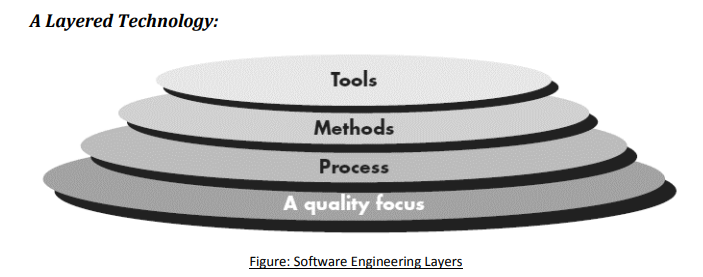 A Layered Technology:
Tools
Methods
Process
A quality focus
Figure: Software Engineering Layers